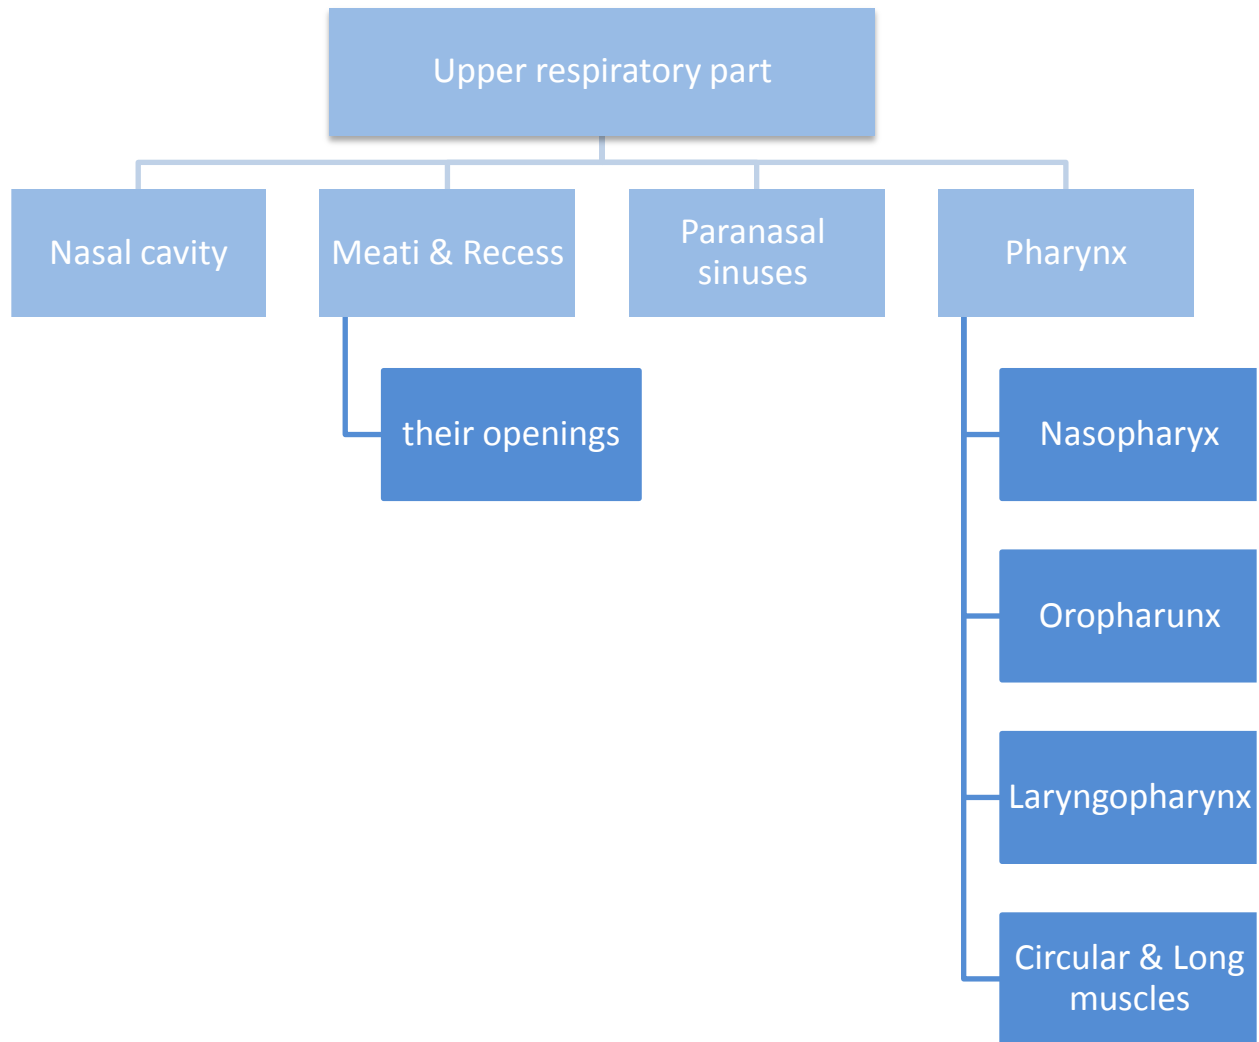 Upper respiratory part
Nasal cavity
Meati & Recess
Paranasal
sinuses
Pharynx
their openings
Nasopharyx
Oropharunx
Laryngopharynx
Circular & Long
muscles